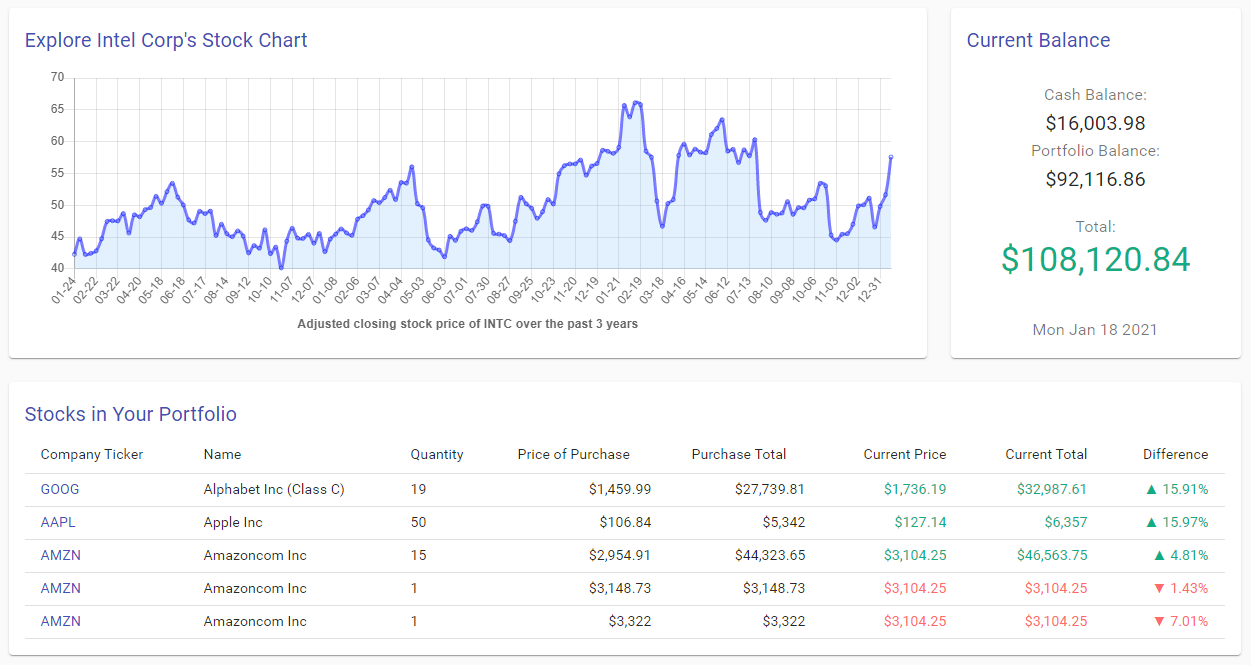 Explore Intel Corp's Stock Chart
70
65
60
55
50
45
40
01-24 02-22 03-22 04-20 05-18 06-18 07-17 08-14 09-12 10-10 11-07 12-07 01-08 02-06 03-07 04-04 05-03 06-03 07-01 07-30 08-27 09-25 10-23 11-20 12-19 01-21 02-19 03-18 04-16 05-14 06-12 07-13 08-10 09-08 10-06 11-03 12-02 12-31
Adjusted closing stock price of INTC over the past 3 years
Current Balance
Cash Balance:
$16,003.98
Portfolio Balance:
$92,116.86
Total:
$108,120.84
Mon Jan 18 2021
Stocks in Your Portfolio
Company Ticker Name Quantity Price of Purchase Purchase Total Current Price Current Total Difference
GOOG Alphabet Inc (Class C) 19 $1,459.99 $27,739.81 $1,736.19 $32,987.61 ▲ 15.91%
AAPL Apple Inc 50 $106.84 $5,342 $127.14 $6,357 ▲ 15.97%
AMZN Amazoncom Inc 15 $2,954.91 $44,323.65 $3,104.25 $46,563.75 ▲ 4.81%
AMZN Amazoncom Inc 1 $3,148.73 $3,148.73 $3,104.25 $3,104.25 ▼ 1.43%
AMZN Amazoncom Inc 1 $3,322 $3,322 $3,104.25 $3,104.25 ▼ 7.01%